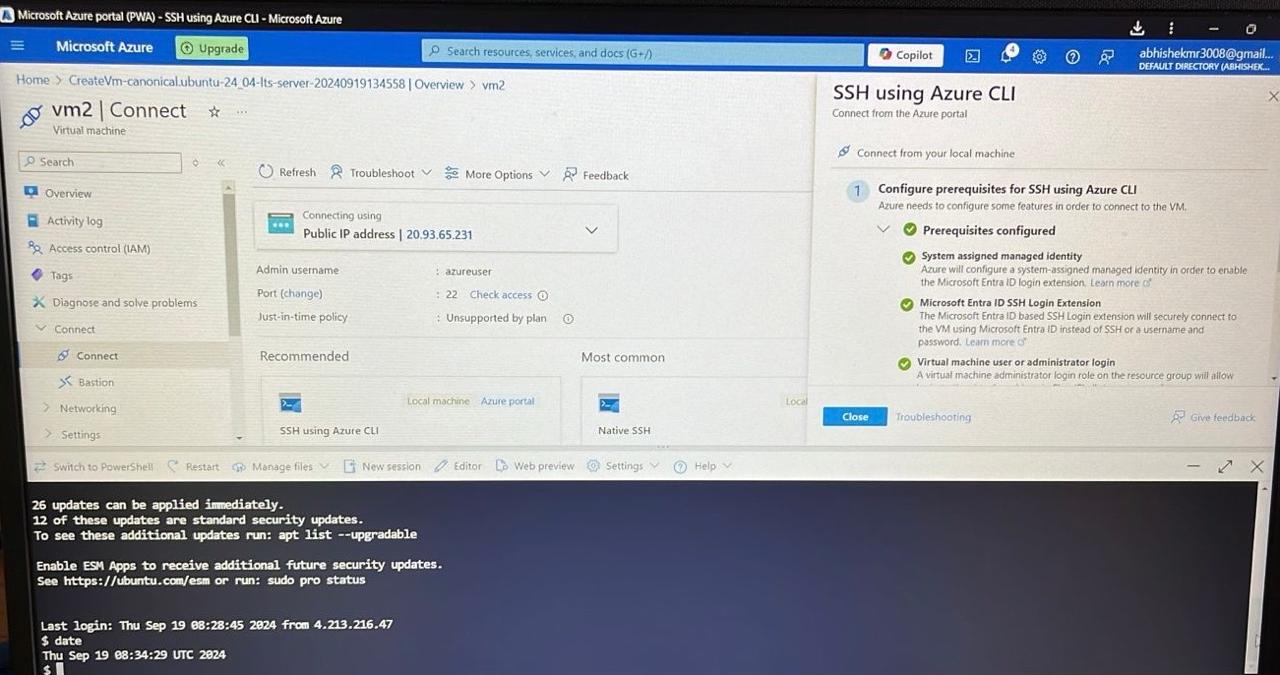 Microsoft Azure portal (PWA) - SSH using Azure CLI - Microsoft Azure
Microsoft Azure
Upgrade
Search resources, services, and docs (G+/)
Copilot
4
abhishekmr3008@gmail...
DEFAULT DIRECTORY (ABHISHEK...
Home > CreateVm-canonical.ubuntu-24_04-lts-server-20240919134558 | Overview > vm2
vm2 | Connect
Virtual machine
Search
Overview
Activity log
Access control (IAM)
Tags
Diagnose and solve problems
Connect
Connect
Bastion
Networking
Settings
Refresh
Troubleshoot
More Options
Feedback
Connecting using
Public IP address | 20.93.65.231
Admin username : azureuser
Port (change) : 22 Check access
Just-in-time policy : Unsupported by plan
Recommended
Most common
Local machine Azure portal
SSH using Azure CLI
Local
Native SSH
SSH using Azure CLI
Connect from the Azure portal
Connect from your local machine
1 Configure prerequisites for SSH using Azure CLI
Azure needs to configure some features in order to connect to the VM.
Prerequisites configured
System assigned managed identity
Azure will configure a system-assigned managed identity in order to enable
the Microsoft Entra ID login extension. Learn more
Microsoft Entra ID SSH Login Extension
The Microsoft Entra ID based SSH Login extension will securely connect to
the VM using Microsoft Entra ID instead of SSH or a username and
password. Learn more
Virtual machine user or administrator login
A virtual machine administrator login role on the resource group will allow
Close
Troubleshooting
Give feedback
Switch to PowerShell
Restart
Manage files
New session
Editor
Web preview
Settings
Help
26 updates can be applied immediately.
12 of these updates are standard security updates.
To see these additional updates run: apt list --upgradable
Enable ESM Apps to receive additional future security updates.
See https://ubuntu.com/esm or run: sudo pro status
Last login: Thu Sep 19 08:28:45 2024 from 4.213.216.47
$ date
Thu Sep 19 08:34:29 UTC 2024
$